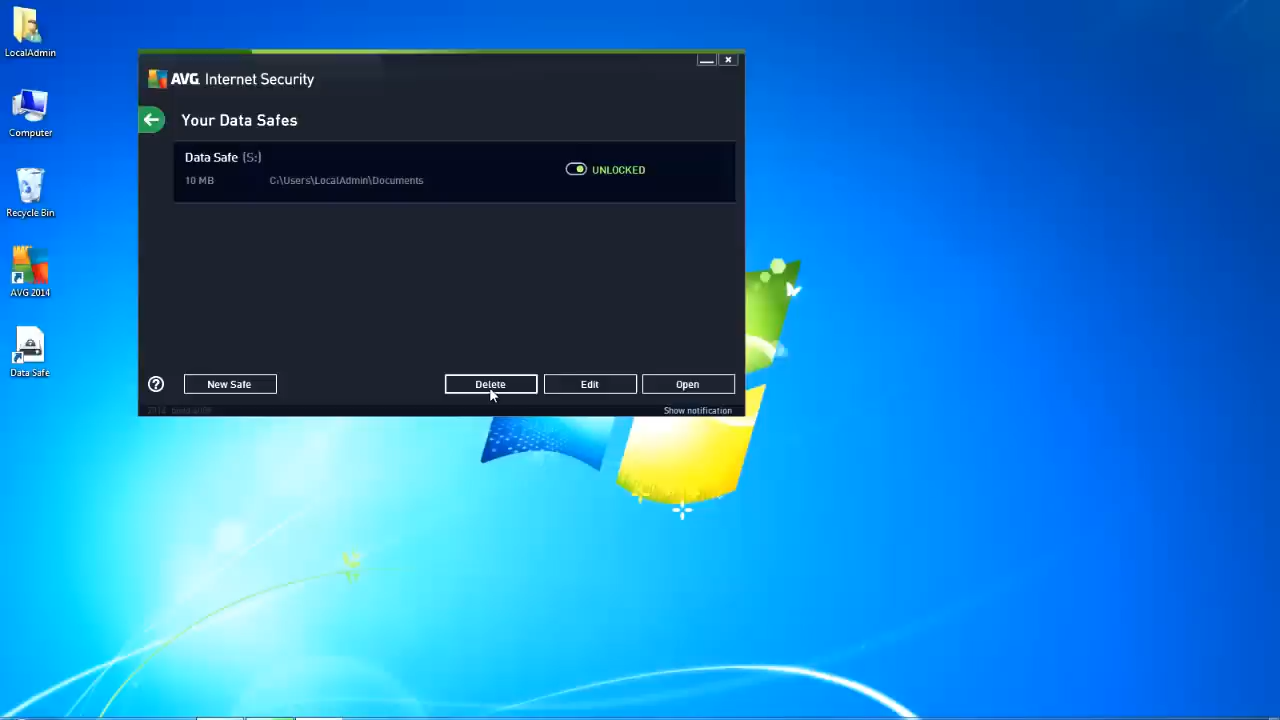 LocalAdmin
Computer
Recycle Bin
AVG 2014
Data Safe
AVG Internet Security
Your Data Safes
Data Safe (S:)
10 MB C:\Users\LocalAdmin\Documents
UNLOCKED
New Safe Delete Edit Open
Show notification